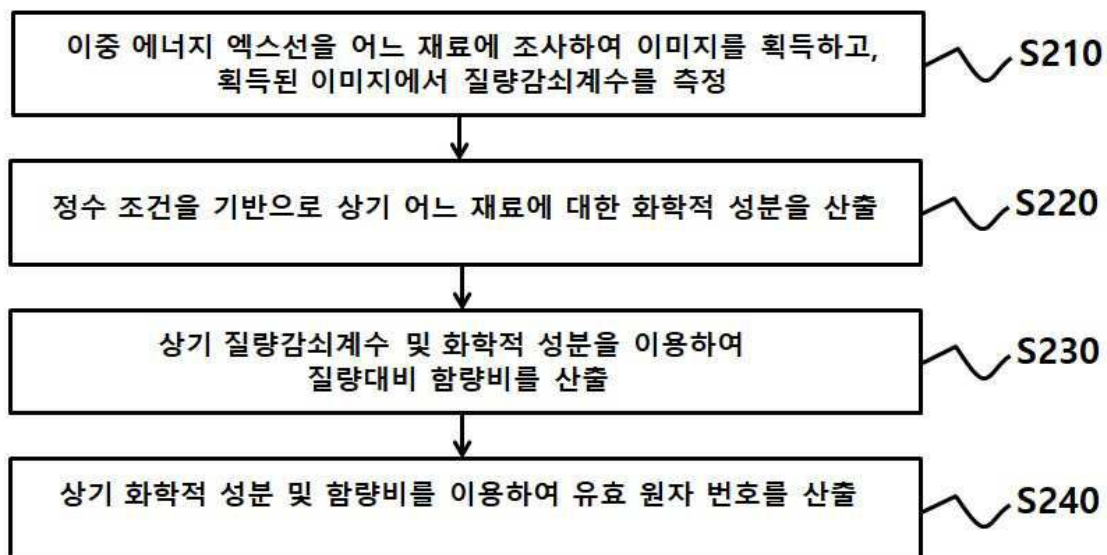 이중 에너지 엑스선을 어느 재료에 조사하여 이미지를 획득하고,
획득된 이미지에서 질량감쇠계수를 측정
S210
정수 조건을 기반으로 상기 어느 재료에 대한 화학적 성분을 산출
S220
상기 질량감쇠계수 및 화학적 성분을 이용하여
질량대비 함량비를 산출
S230
상기 화학적 성분 및 함량비를 이용하여 유효 원자 번호를 산출
S240